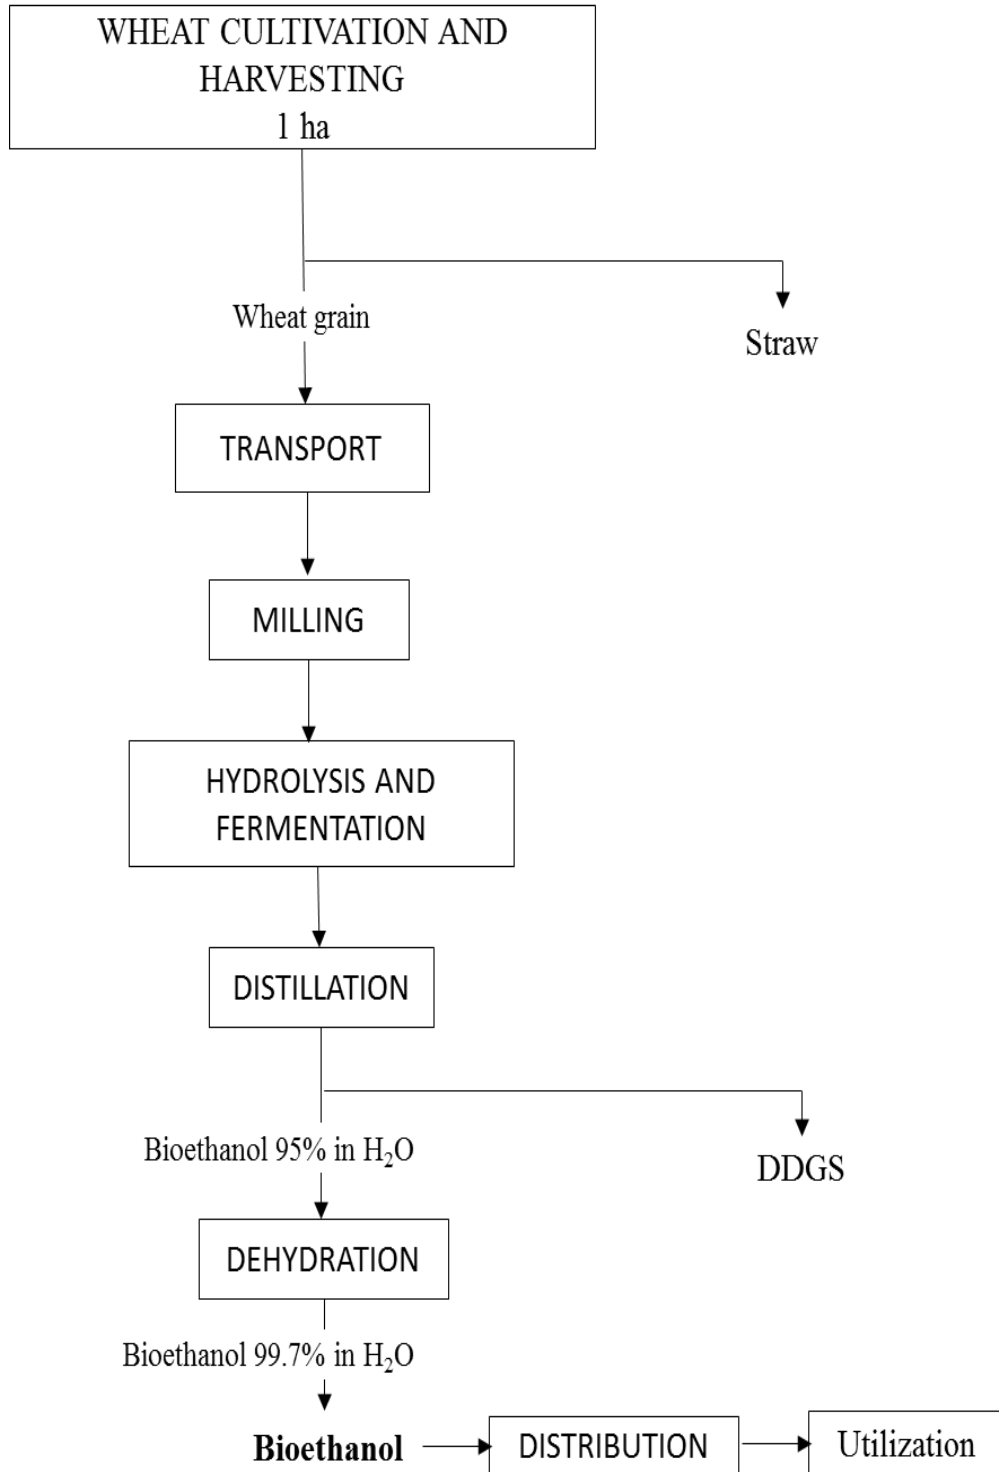 WHEAT CULTIVATION AND
HARVESTING
1 ha
Wheat grain
Straw
TRANSPORT
MILLING
HYDROLYSIS AND
FERMENTATION
DISTILLATION
Bioethanol 95% in H₂O
DDGS
DEHYDRATION
Bioethanol 99.7% in H₂O
Bioethanol
DISTRIBUTION
Utilization